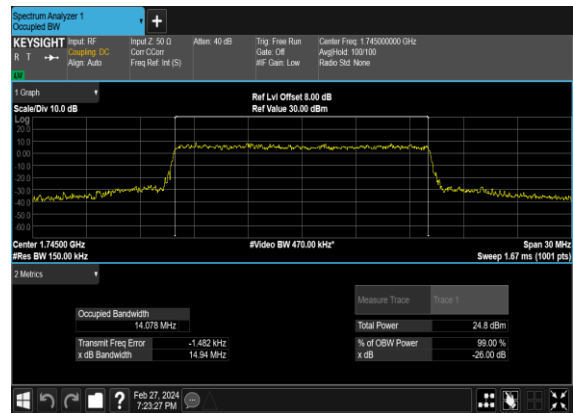 Spectrum Analyzer 1
Occupied BW
KEYSIGHT
R T
LW
Input: RF
Coupling: DC
Align: Auto
Input Z: 50 Ω
Corr CCorr
Freq Ref: Int (S)
Atten: 40 dB
Trig: Free Run
Gate: Off
#IF Gain: Low
Center Freq: 1.745000000 GHz
Avg|Hold: 100/100
Radio Std: None
1 Graph
Scale/Div 10.0 dB
Ref Lvl Offset 8.00 dB
Ref Value 30.00 dBm
Log
20.0
10.0
0.00
-10.0
-20.0
-30.0
-40.0
-50.0
-60.0
Center 1.74500 GHz
#Res BW 150.00 kHz
#Video BW 470.00 kHz*
Span 30 MHz
Sweep 1.67 ms (1001 pts)
2 Metrics
Measure Trace Trace 1
Occupied Bandwidth
14.078 MHz
Total Power 24.8 dBm
Transmit Freq Error -1.482 kHz
% of OBW Power 99.00 %
x dB Bandwidth 14.94 MHz
x dB -26.00 dB
?
Feb 27, 2024
7:23:27 PM